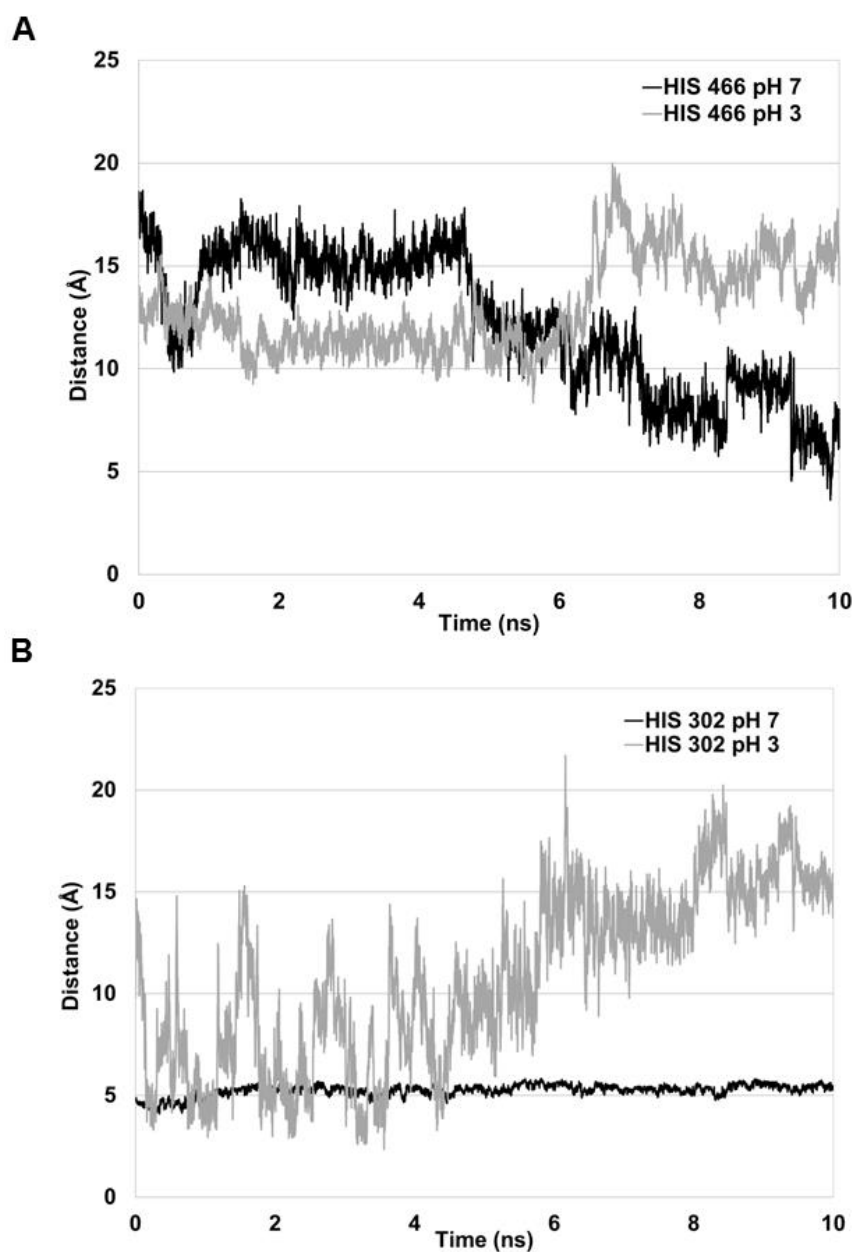 A
25
20
15
10
5
0
Distance (Å)
HIS 466 pH 7
HIS 466 pH 3
0 2 4 6 8 10
Time (ns)
B
25
20
15
10
5
0
Distance (Å)
HIS 302 pH 7
HIS 302 pH 3
0 2 4 6 8 10
Time (ns)